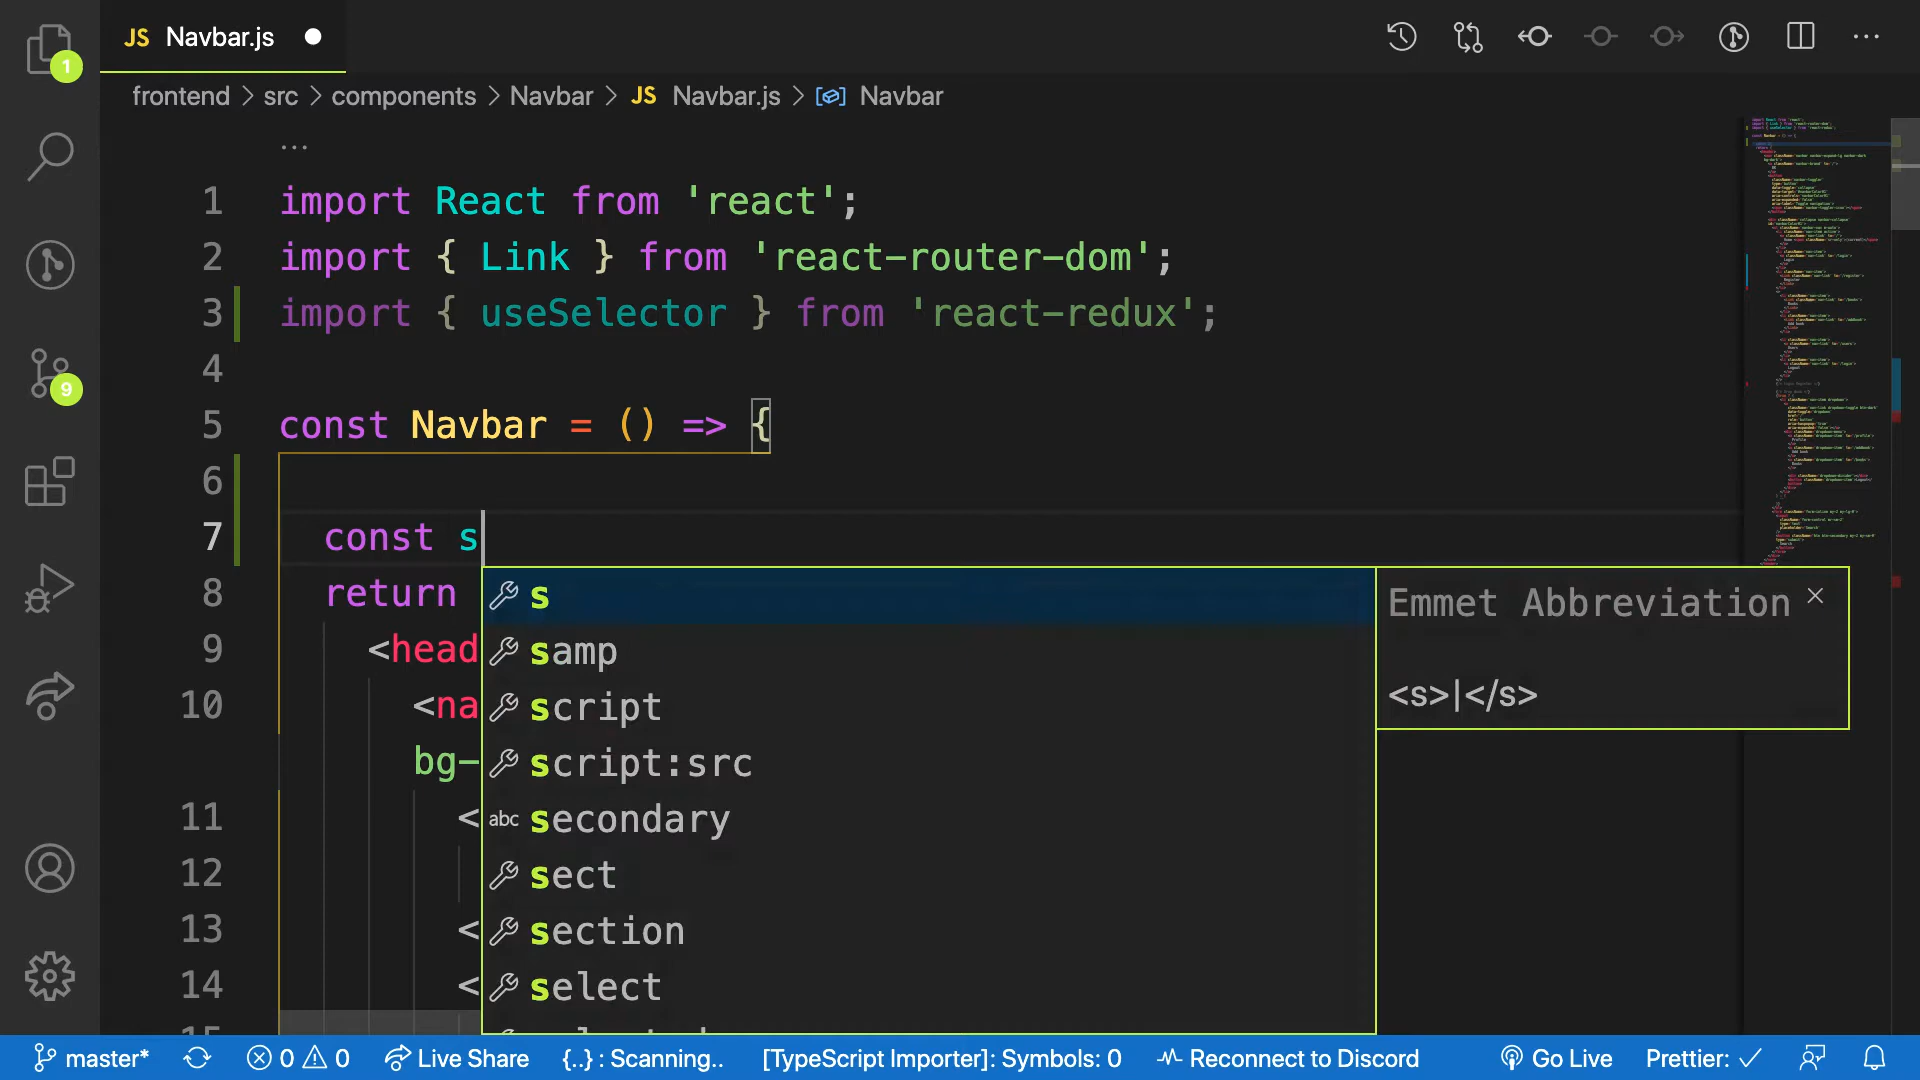 JS Navbar.js
frontend > src > components > Navbar > JS Navbar.js > Navbar
...
1 import React from 'react';
2 import { Link } from 'react-router-dom';
3 import { useSelector } from 'react-redux';
4
5 const Navbar = () => {
6
7 const s
8 return
9 <head
10 <na
bg-
11 <
12
13 <
14 <
s
samp
script
script:src
abc secondary
sect
section
select
Emmet Abbreviation ×
<s>|</s>
1
9
master* 0 0 Live Share {..} : Scanning.. [TypeScript Importer]: Symbols: 0 Reconnect to Discord Go Live Prettier: ✓